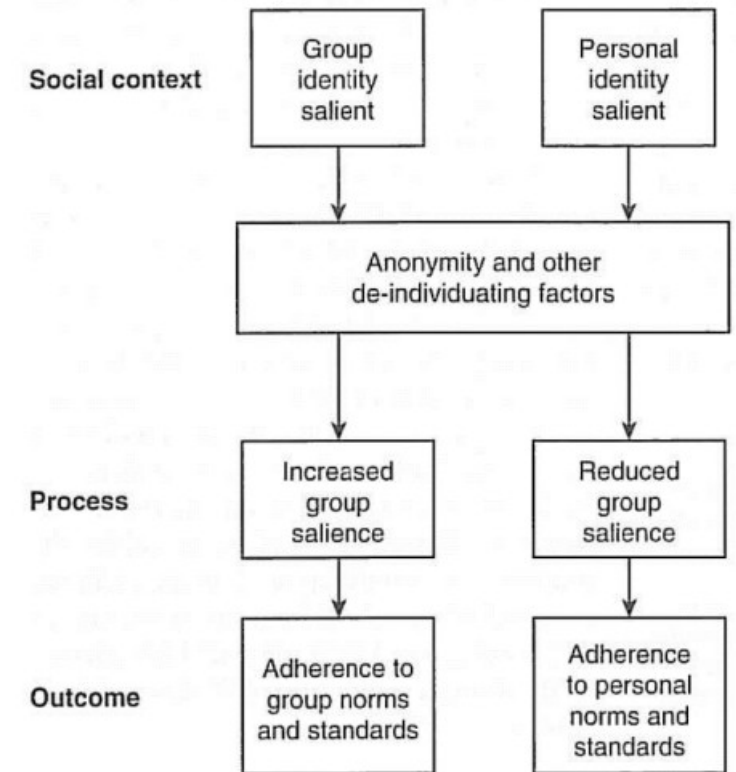 Social context
Group
identity
salient
Personal
identity
salient
Anonymity and other
de-individuating factors
Process
Increased
group
salience
Reduced
group
salience
Outcome
Adherence to
group norms
and standards
Adherence
to personal
norms and
standards